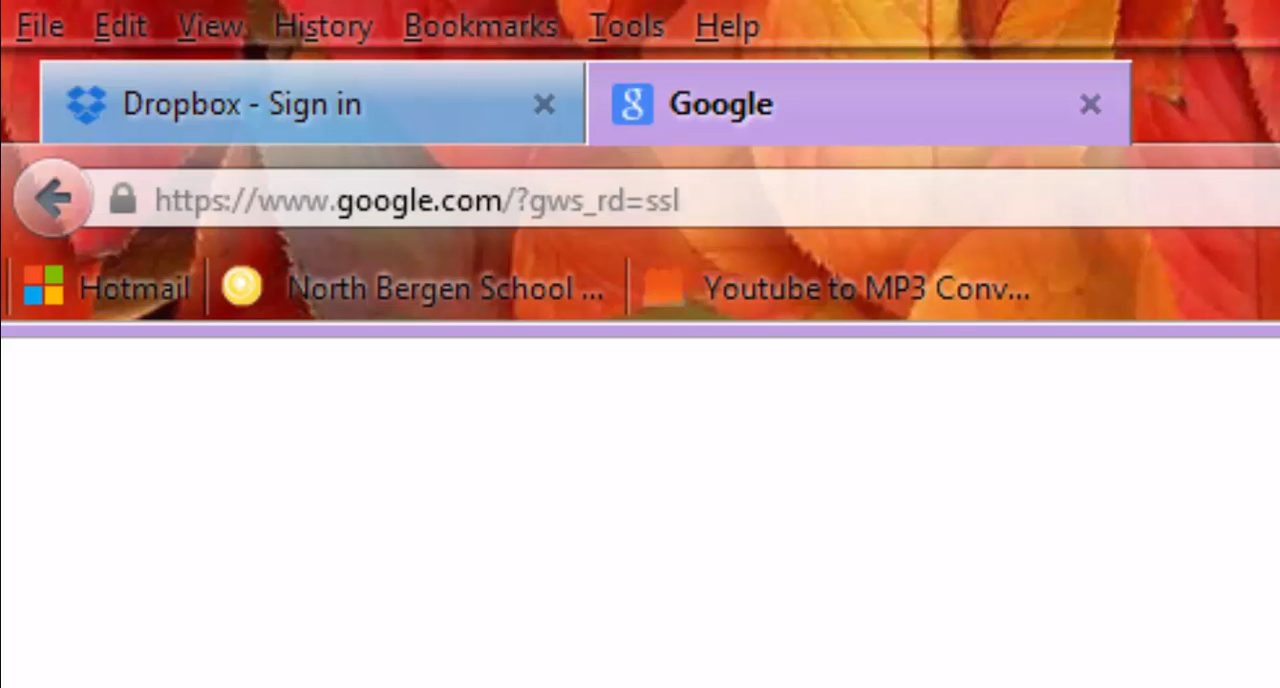 File Edit View History Bookmarks Tools Help
Dropbox - Sign in Google
https://www.google.com/?gws_rd=ssl
Hotmail North Bergen School ... Youtube to MP3 Conv...